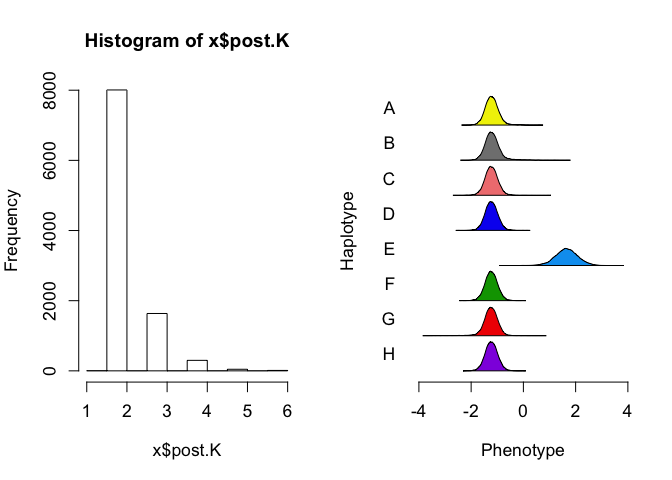 Histogram of x$post.K
Frequency
8000
6000
4000
2000
0
1 2 3 4 5 6
x$post.K
Haplotype
A
B
C
D
E
F
G
H
-4 -2 0 2 4
Phenotype